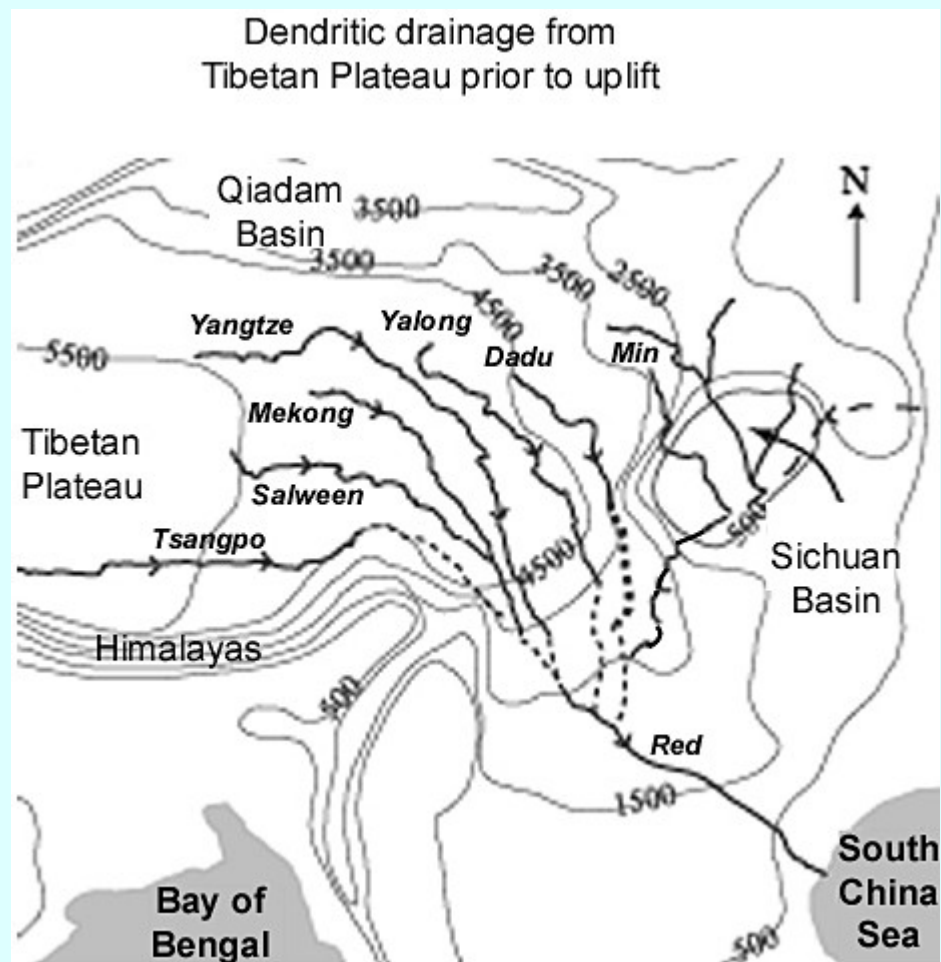 Dendritic drainage from
Tibetan Plateau prior to uplift
N
Qiadam
Basin
3500
3500
3500
2500
4500
Yangtze
Yalong
Dadu
Min
5500
Mekong
Tibetan
Plateau
Salween
500
Tsangpo
4500
Sichuan
Basin
Himalayas
500
Red
1500
South
China
Sea
Bay of
Bengal
500